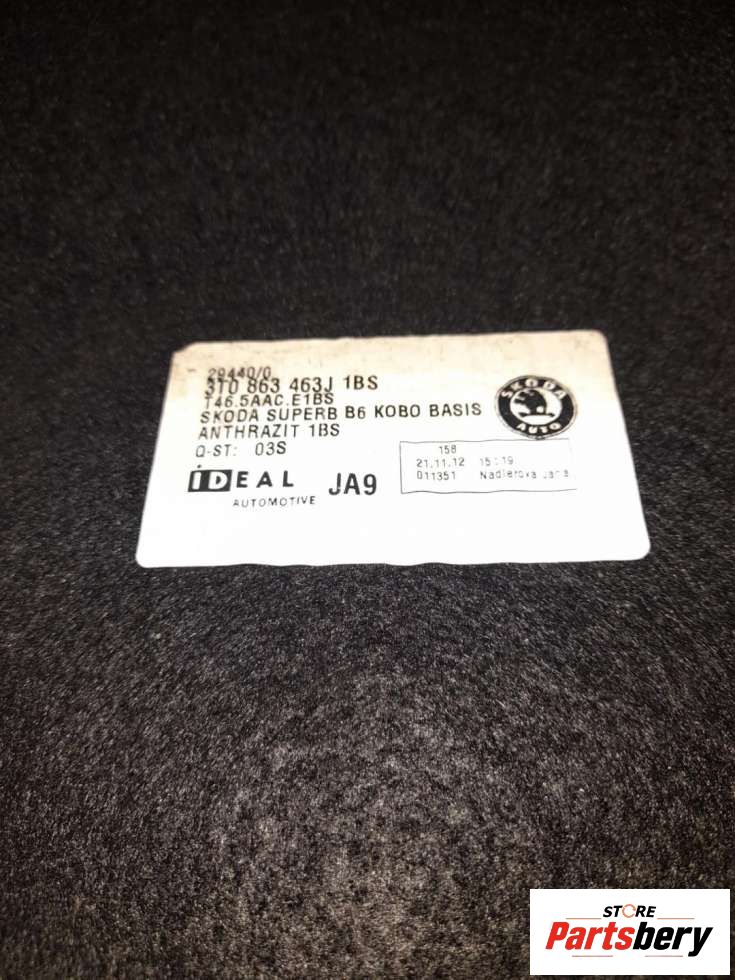 29440/0
3T0 863 463J 1BS
T46.5AAC.E1BS
SKODA SUPERB B6 KOBO BASIS
ANTHRAZIT 1BS
Q-ST: 03S
SKODA
AUTO
158
21.11.12 15:19
011351 Nadlerova Jana
iDEAL
AUTOMOTIVE
JA9
STORE
Partsbery